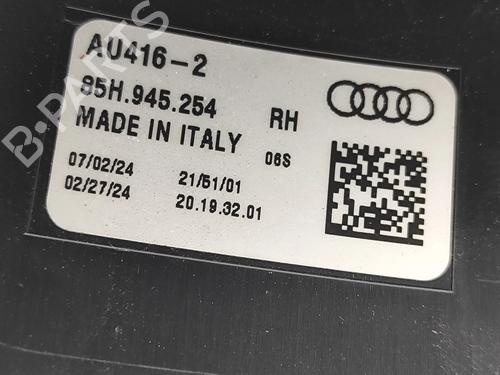 AU416-2
85H.945.254 RH
MADE IN ITALY 06S
07/02/24 21/51/01
02/27/24 20.19.32.01
B-PARTS